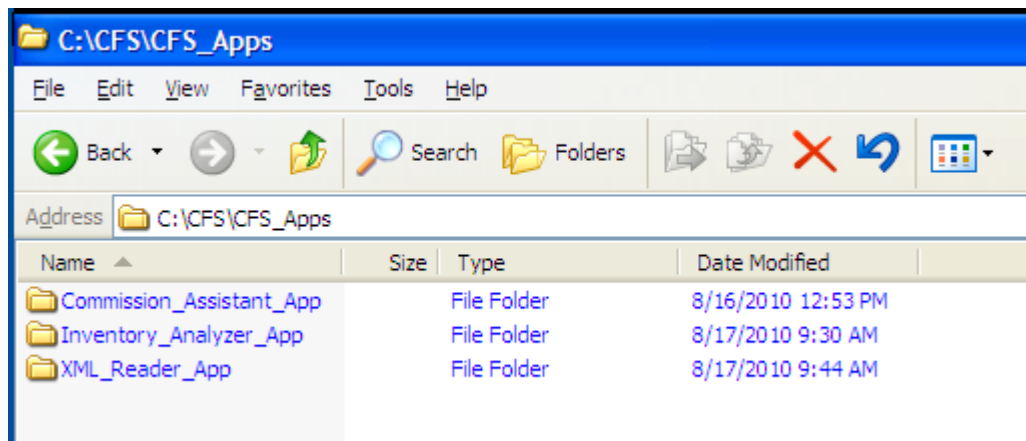 C:\CFS\CFS_Apps
File Edit View Favorites Tools Help
Back Search Folders
Address C:\CFS\CFS_Apps
Name Size Type Date Modified
Commission_Assistant_App File Folder 8/16/2010 12:53 PM
Inventory_Analyzer_App File Folder 8/17/2010 9:30 AM
XML_Reader_App File Folder 8/17/2010 9:44 AM